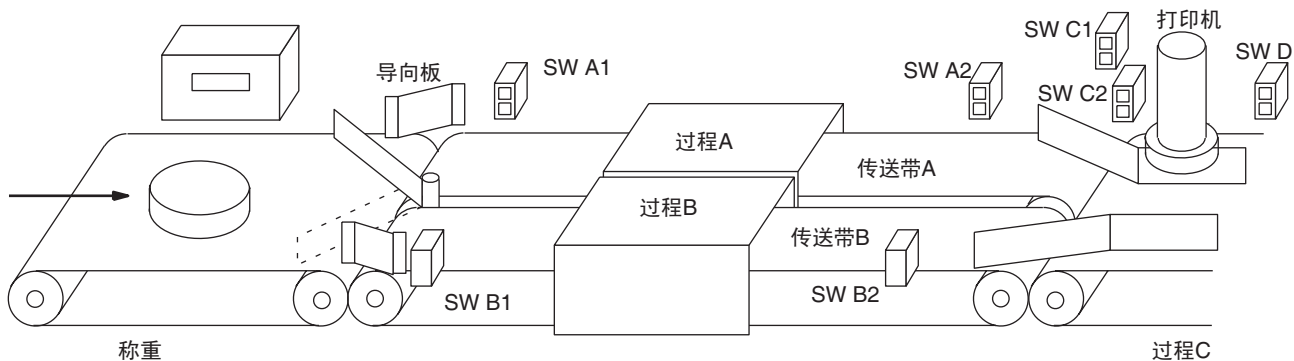 SW C1
打印机
SW D
导向板
SW A1
SW A2
SW C2
过程A
传送带A
过程B
传送带B
SW B1
SW B2
称重
过程C